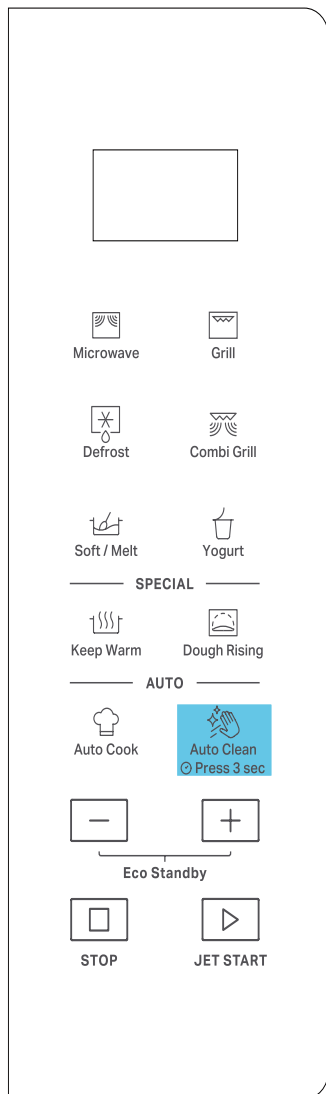 Microwave Grill
Defrost Combi Grill
Soft / Melt Yogurt
SPECIAL
Keep Warm Dough Rising
AUTO
Auto Cook Auto Clean
Press 3 sec
Eco Standby
STOP JET START